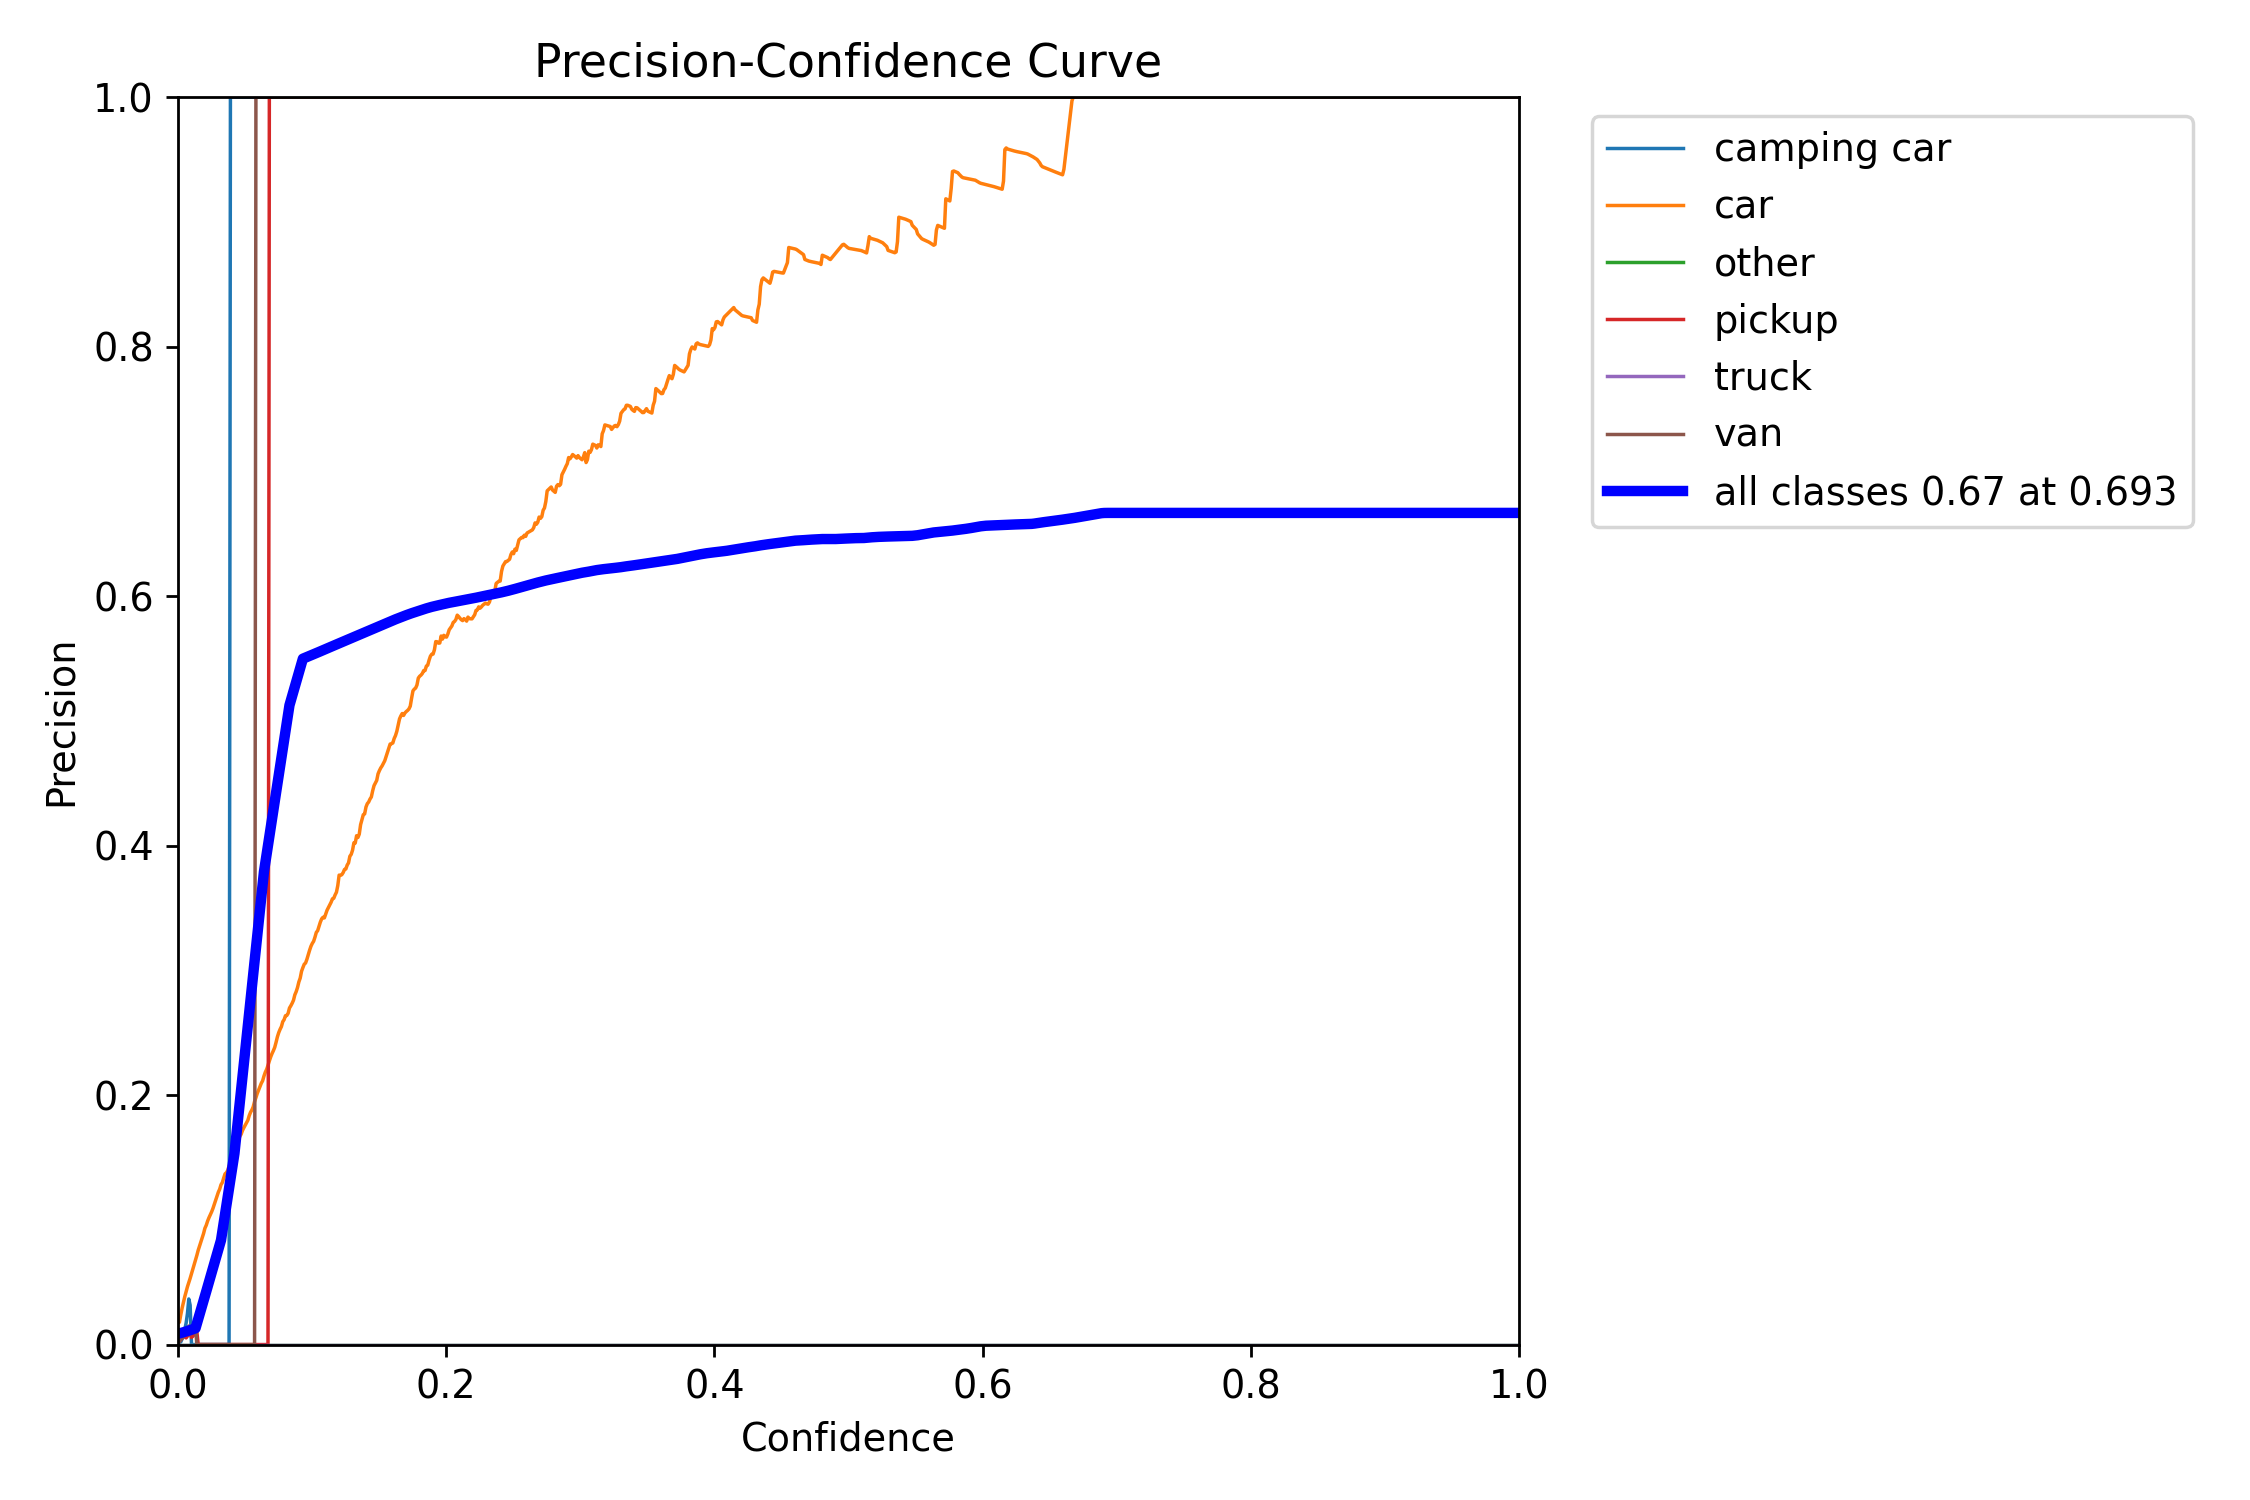 Precision-Confidence Curve
1.0
0.8
0.6
0.4
0.2
0.0
Precision
0.0 0.2 0.4 0.6 0.8 1.0
Confidence
camping car
car
other
pickup
truck
van
all classes 0.67 at 0.693